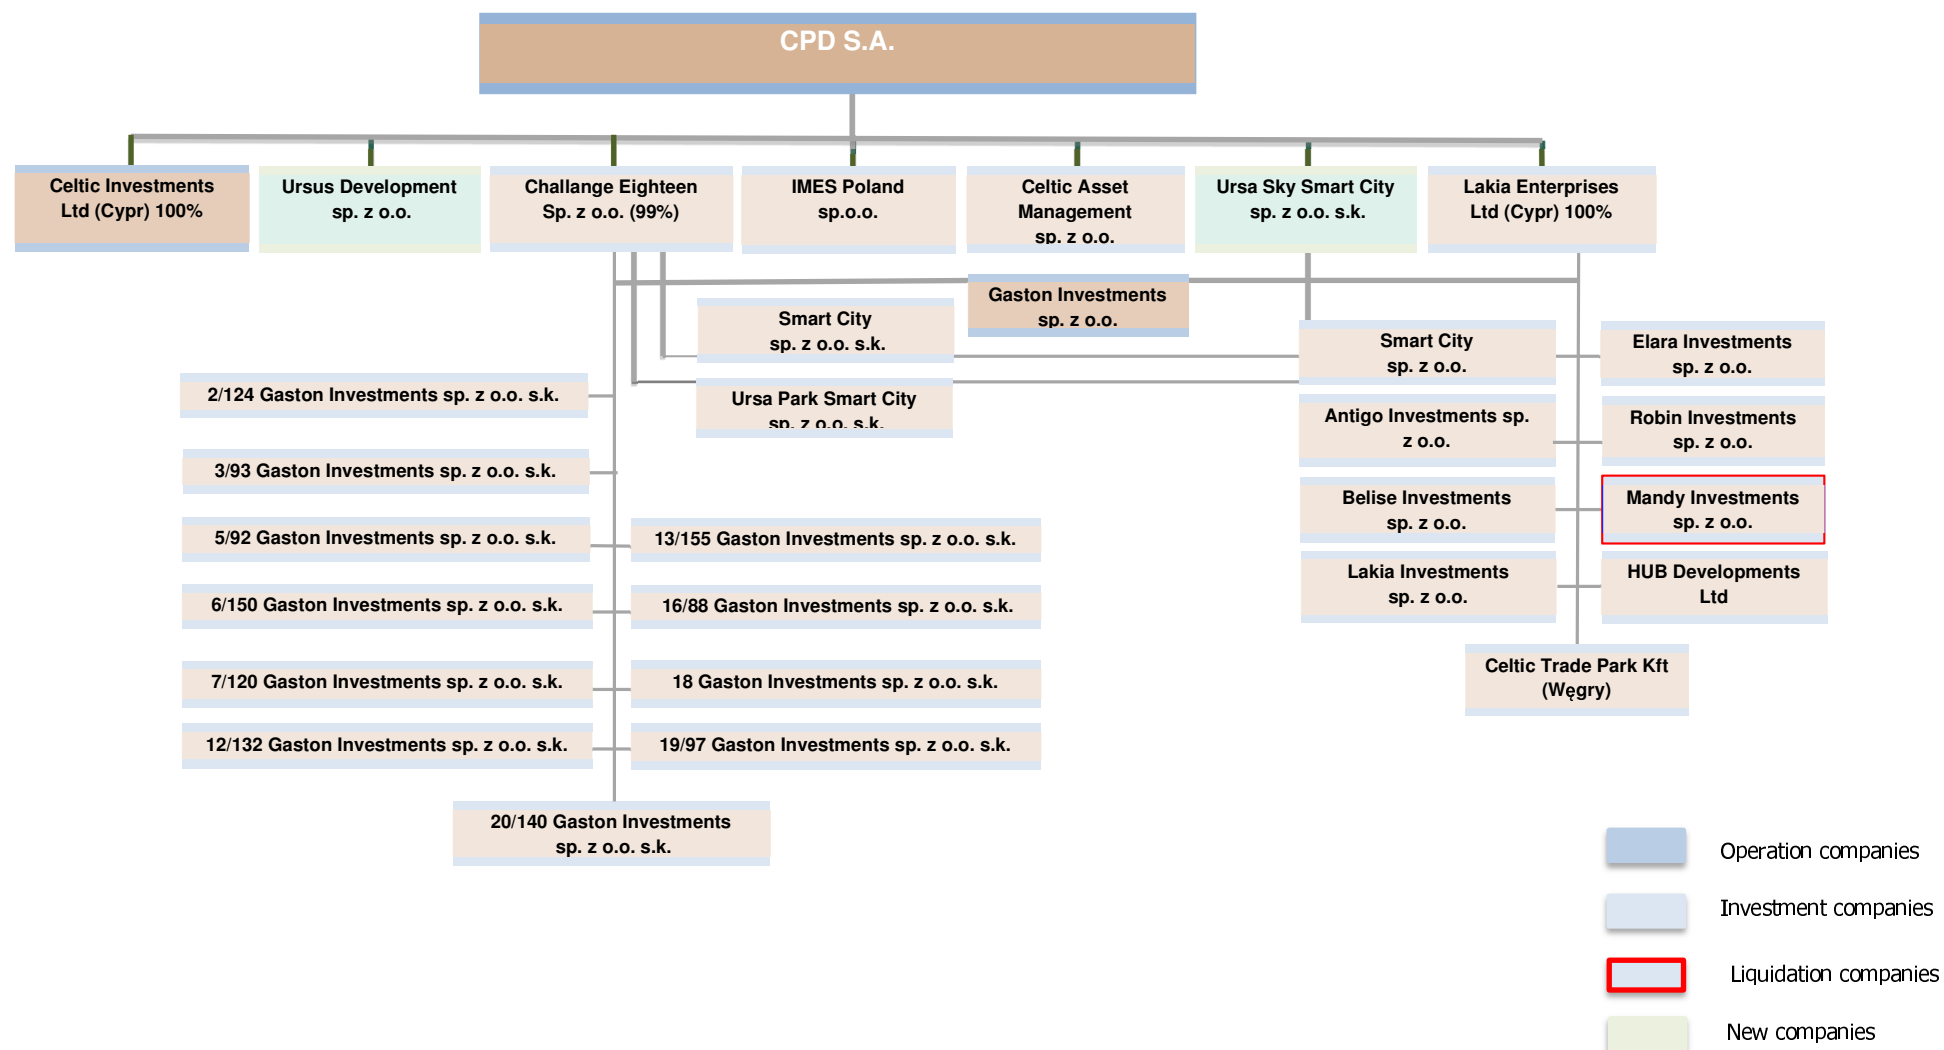 CPD S.A.
Celtic Investments
Ltd (Cypr) 100%
Ursus Development
sp. z o.o.
Challange Eighteen
Sp. z o.o. (99%)
IMES Poland
sp.o.o.
Celtic Asset
Management
sp. z o.o.
Ursa Sky Smart City
sp. z o.o. s.k.
Lakia Enterprises
Ltd (Cypr) 100%
Gaston Investments
sp. z o.o.
Smart City
sp. z o.o. s.k.
Ursa Park Smart City
sp. z o.o. s.k.
Smart City
sp. z o.o.
Elara Investments
sp. z o.o.
Antigo Investments sp.
z o.o.
Robin Investments
sp. z o.o.
Belise Investments
sp. z o.o.
Mandy Investments
sp. z o.o.
Lakia Investments
sp. z o.o.
HUB Developments
Ltd
Celtic Trade Park Kft
(Węgry)
2/124 Gaston Investments sp. z o.o. s.k.
3/93 Gaston Investments sp. z o.o. s.k.
5/92 Gaston Investments sp. z o.o. s.k.
13/155 Gaston Investments sp. z o.o. s.k.
6/150 Gaston Investments sp. z o.o. s.k.
16/88 Gaston Investments sp. z o.o. s.k.
7/120 Gaston Investments sp. z o.o. s.k.
18 Gaston Investments sp. z o.o. s.k.
12/132 Gaston Investments sp. z o.o. s.k.
19/97 Gaston Investments sp. z o.o. s.k.
20/140 Gaston Investments
sp. z o.o. s.k.
Operation companies
Investment companies
Liquidation companies
New companies